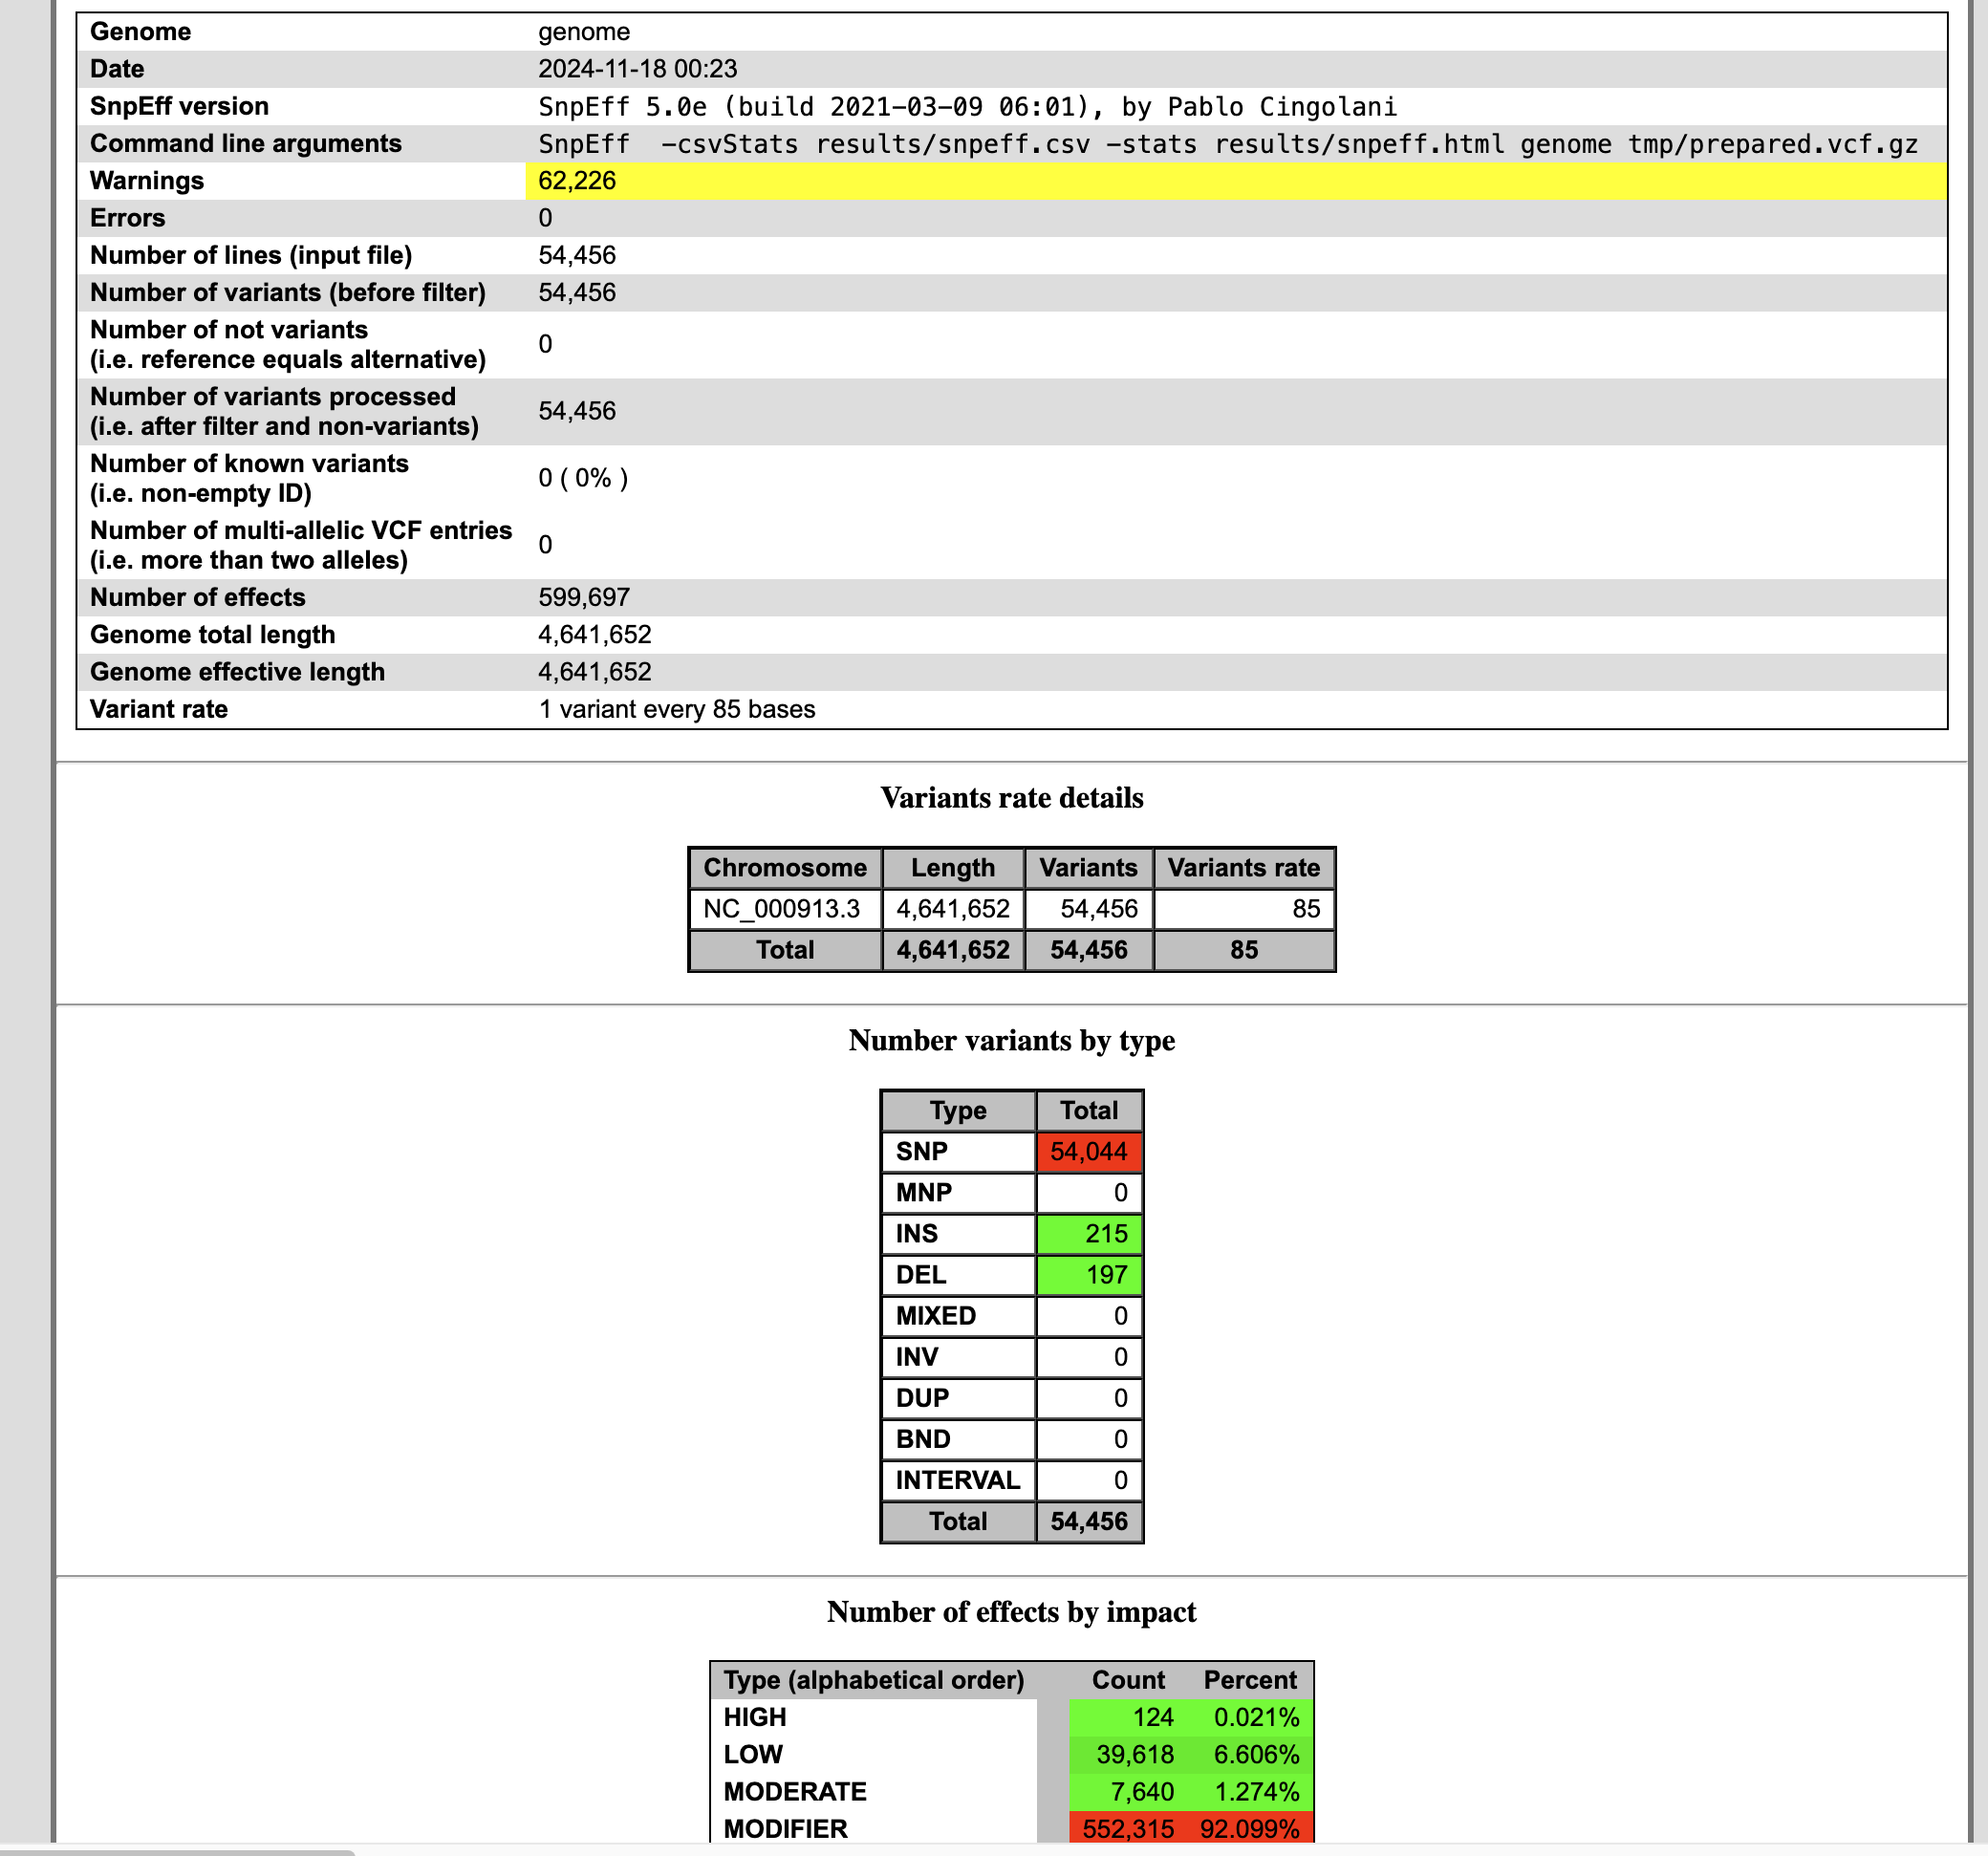 Genome genome
Date 2024-11-18 00:23
SnpEff version SnpEff 5.0e (build 2021-03-09 06:01), by Pablo Cingolani
Command line arguments SnpEff  -csvStats results/snpeff.csv -stats results/snpeff.html genome tmp/prepared.vcf.gz
Warnings 62,226
Errors 0
Number of lines (input file) 54,456
Number of variants (before filter) 54,456
Number of not variants
(i.e. reference equals alternative) 0
Number of variants processed
(i.e. after filter and non-variants) 54,456
Number of known variants
(i.e. non-empty ID) 0 ( 0% )
Number of multi-allelic VCF entries
(i.e. more than two alleles) 0
Number of effects 599,697
Genome total length 4,641,652
Genome effective length 4,641,652
Variant rate 1 variant every 85 bases
Variants rate details
Chromosome Length Variants Variants rate
NC_000913.3 4,641,652 54,456 85
Total 4,641,652 54,456 85
Number variants by type
Type Total
SNP 54,044
MNP 0
INS 215
DEL 197
MIXED 0
INV 0
DUP 0
BND 0
INTERVAL 0
Total 54,456
Number of effects by impact
Type (alphabetical order) Count Percent
HIGH 124 0.021%
LOW 39,618 6.606%
MODERATE 7,640 1.274%
MODIFIER 552,315 92.099%